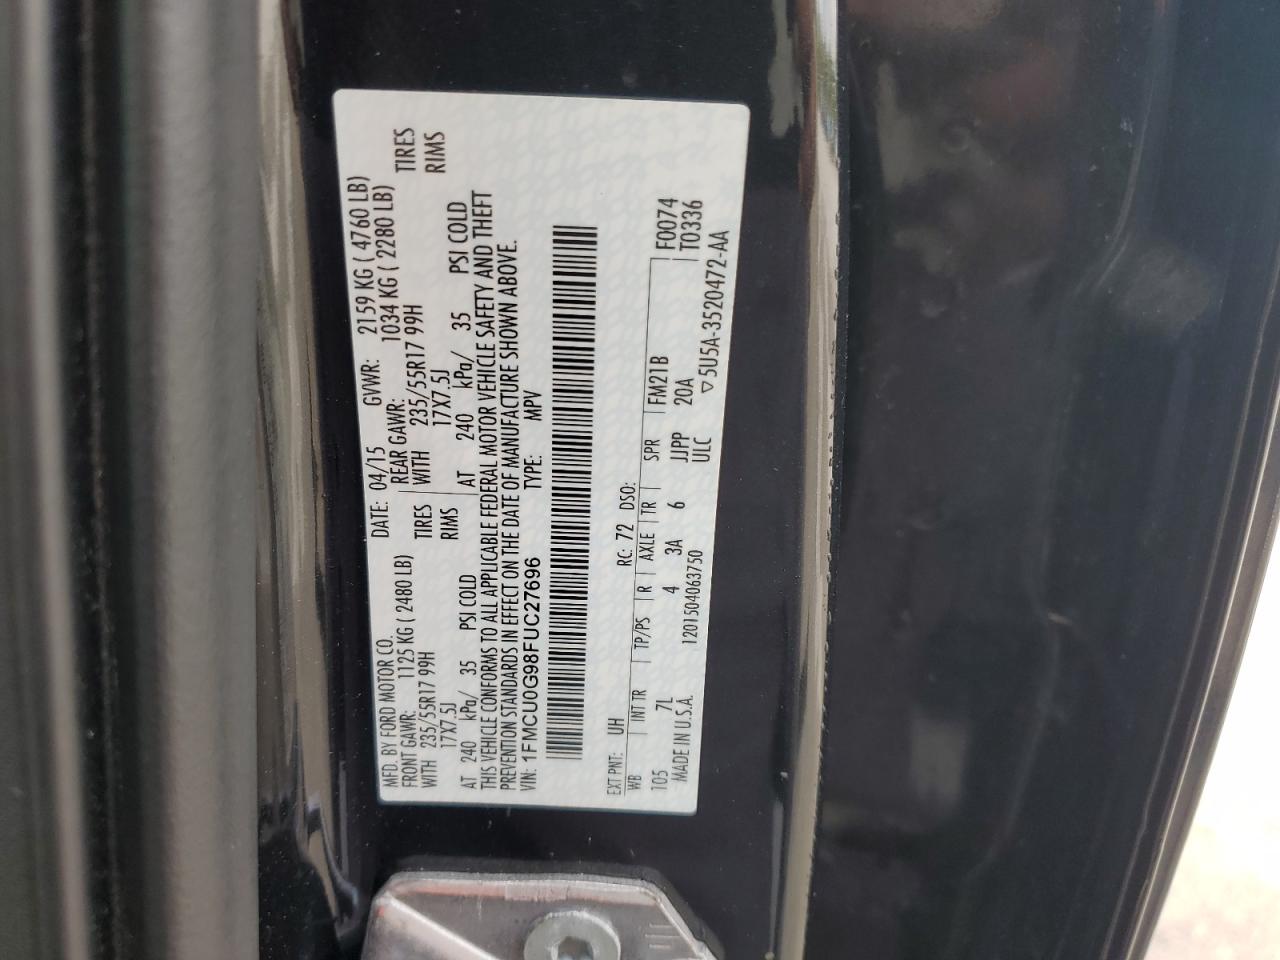 MFD. BY FORD MOTOR CO. DATE: 04/15 GVWR: 2159 KG ( 4760 LB)
FRONT GAWR: 1125 KG ( 2480 LB) REAR GAWR: 1034 KG ( 2280 LB)
WITH 235/55R17 99H TIRES WITH 235/55R17 99H TIRES
17X7.5J RIMS 17X7.5J RIMS
AT 240 kPa/ 35 PSI COLD AT 240 kPa/ 35 PSI COLD
THIS VEHICLE CONFORMS TO ALL APPLICABLE FEDERAL MOTOR VEHICLE SAFETY AND THEFT
PREVENTION STANDARDS IN EFFECT ON THE DATE OF MANUFACTURE SHOWN ABOVE.
VIN: 1FMCU0G98FUC27696 TYPE: MPV
EXT PNT: UH RC: 72 DSO:
WB INT TR TP/PS R AXLE TR SPR FM21B F0074
105 7L 4 3A 6 JJPP 20A T0336
MADE IN U.S.A. 1201504063750 ULC ▽5U5A-3520472-AA